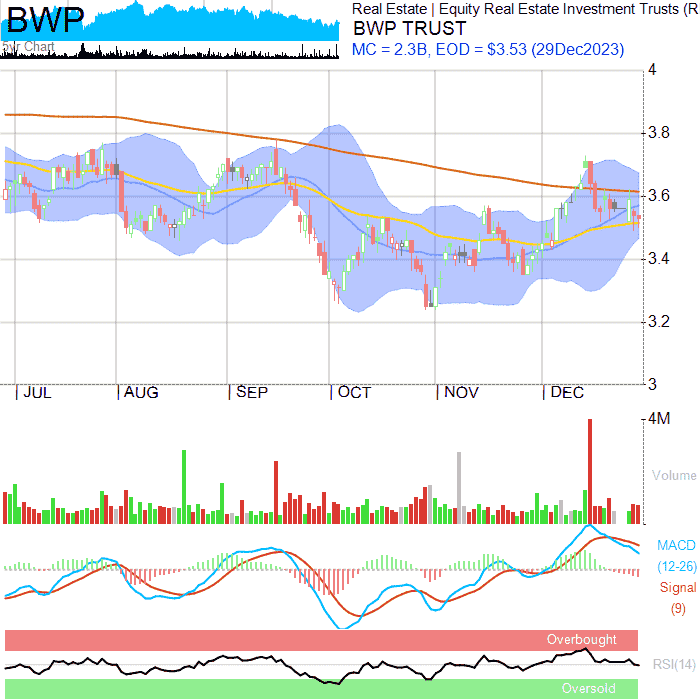 BWP
5yr Chart
Real Estate | Equity Real Estate Investment Trusts (R
BWP TRUST
MC = 2.3B, EOD = $3.53 (29Dec2023)
4
3.8
3.6
3.4
3.2
3
| JUL | AUG | SEP | OCT | NOV | DEC
4M
Volume
MACD
(12-26)
Signal
(9)
Overbought
RSI(14)
Oversold